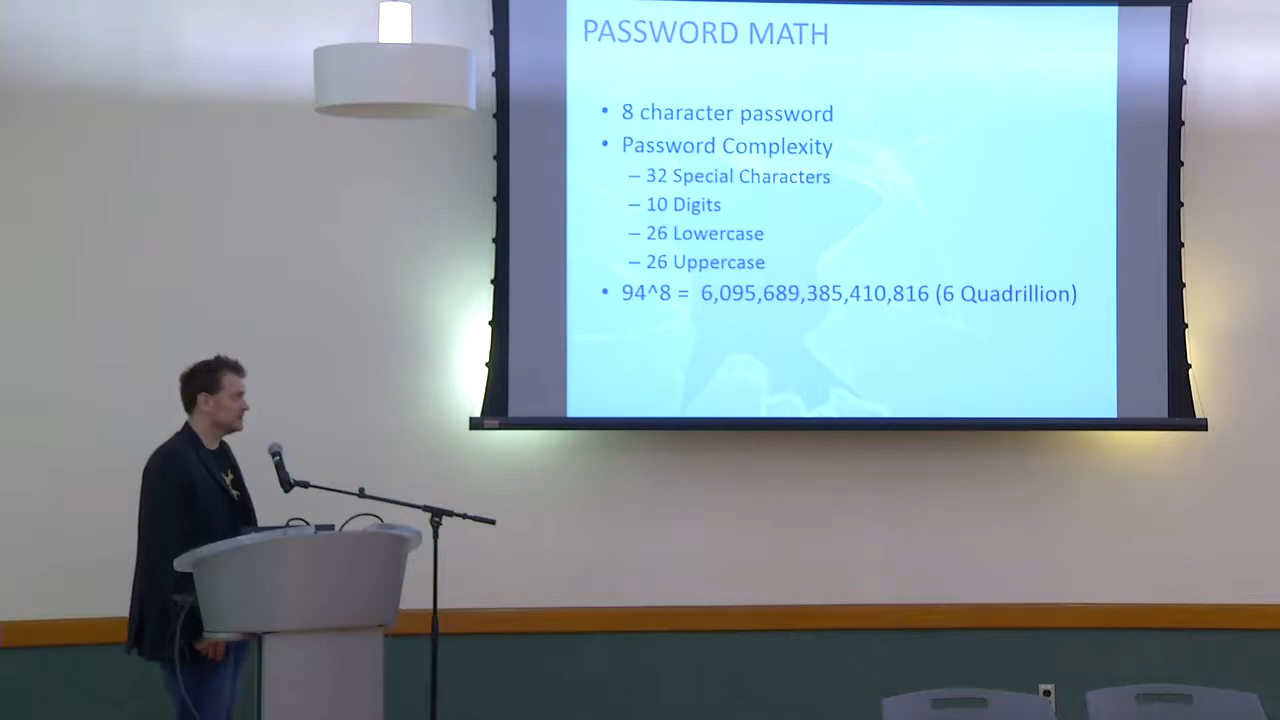 PASSWORD MATH
• 8 character password
• Password Complexity
– 32 Special Characters
– 10 Digits
– 26 Lowercase
– 26 Uppercase
• 94^8 = 6,095,689,385,410,816 (6 Quadrillion)